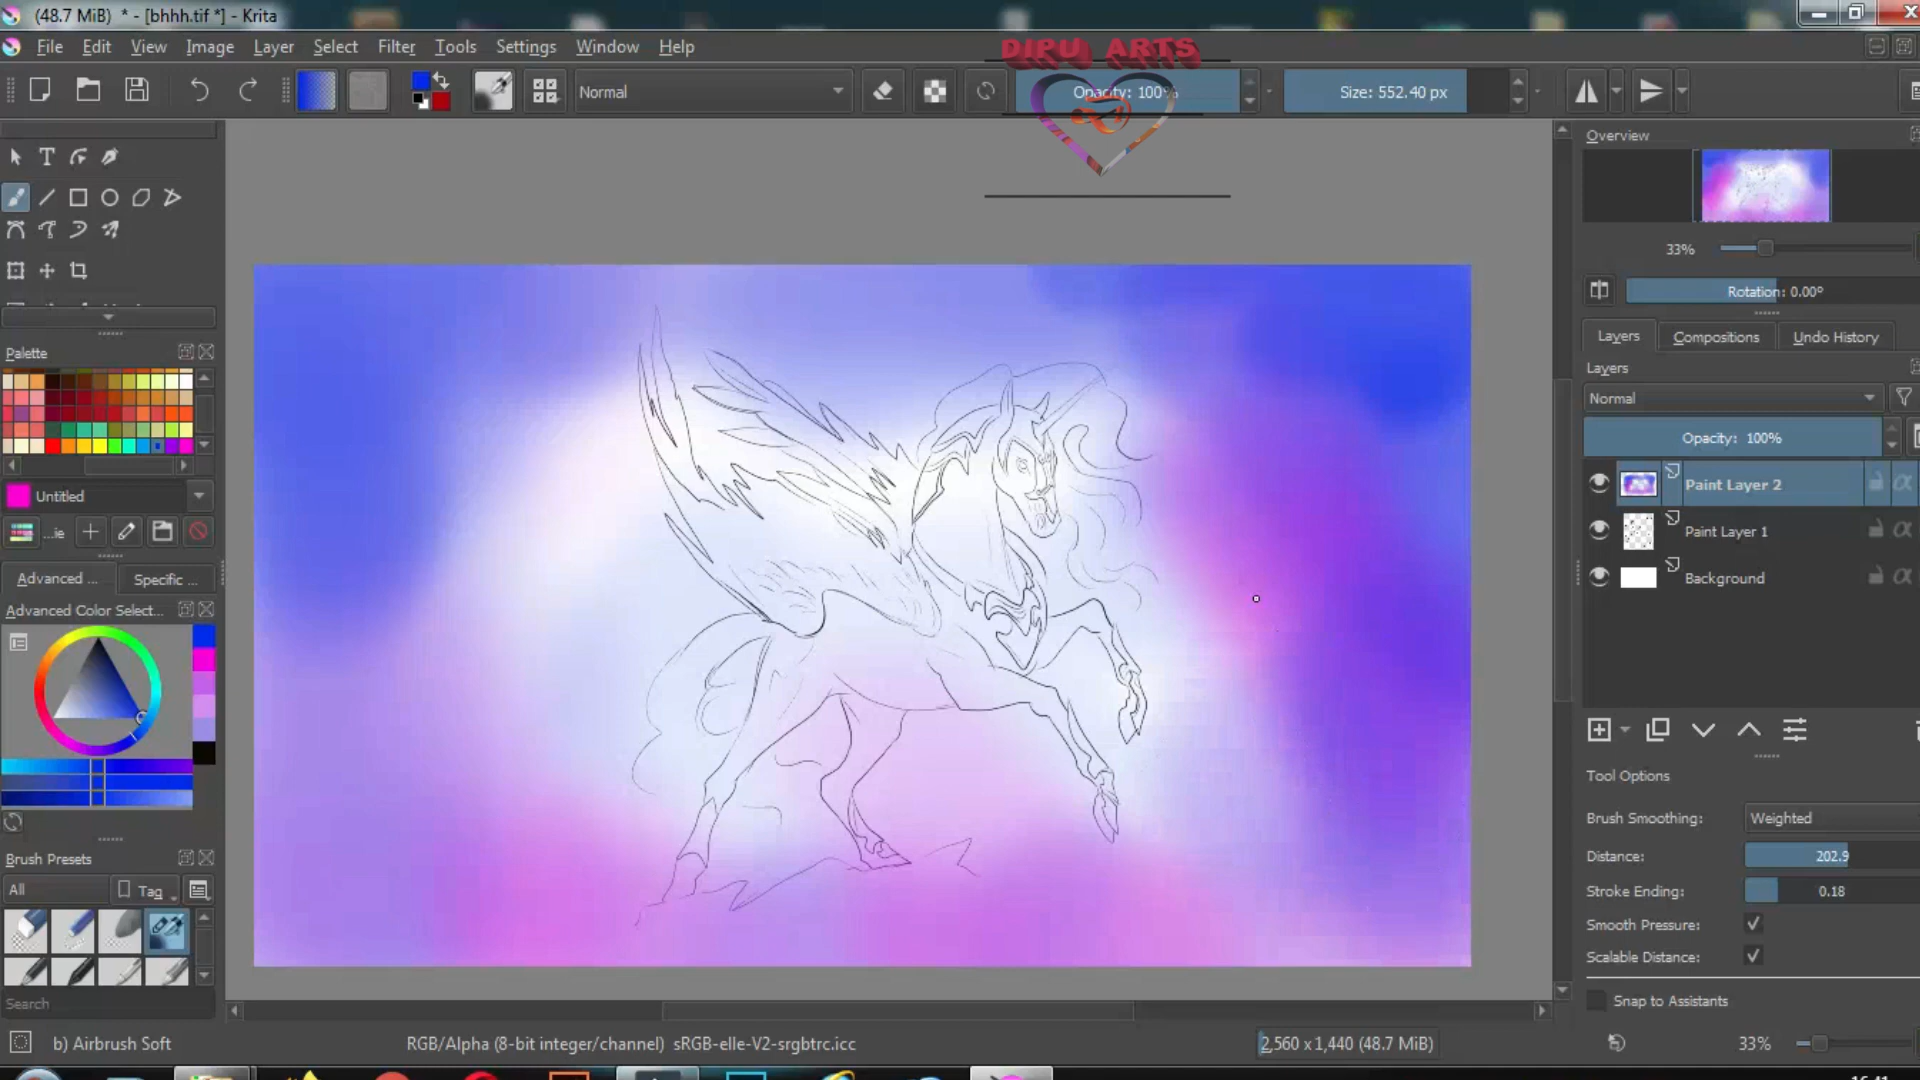 (48.7 MiB)  * - [bhhh.tif *] - Krita
File Edit View Image Layer Select Filter Tools Settings Window Help
DIPU ARTS
Normal
Opacity: 100%
Size: 552.40 px
Overview
33%
Rotation: 0.00°
Layers Compositions Undo History
Layers
Normal
Opacity: 100%
Paint Layer 2
Paint Layer 1
Background
Tool Options
Brush Smoothing: Weighted
Distance: 202.9
Stroke Ending: 0.18
Smooth Pressure:
Scalable Distance:
Snap to Assistants
Palette
Untitled
...ie
Advanced ... Specific ...
Advanced Color Select...
Brush Presets
All Tag
Search
b) Airbrush Soft
RGB/Alpha (8-bit integer/channel)  sRGB-elle-V2-srgbtrc.icc
2,560 x 1,440 (48.7 MiB)
33%